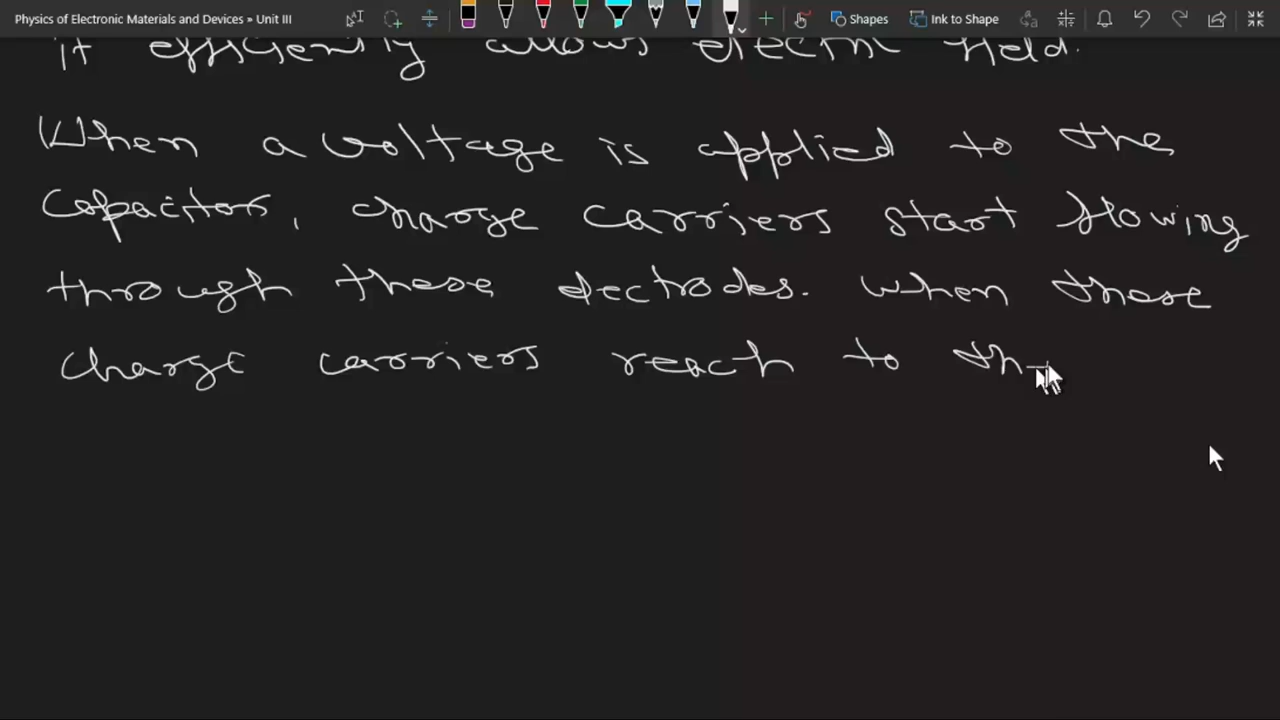 Physics of Electronic Materials and Devices » Unit III
Shapes
Ink to Shape
it efficiently allows electric field.
When a voltage is applied to the
capacitor, charge carriers start flowing
through these electrodes. When these
charge carriers reach to th